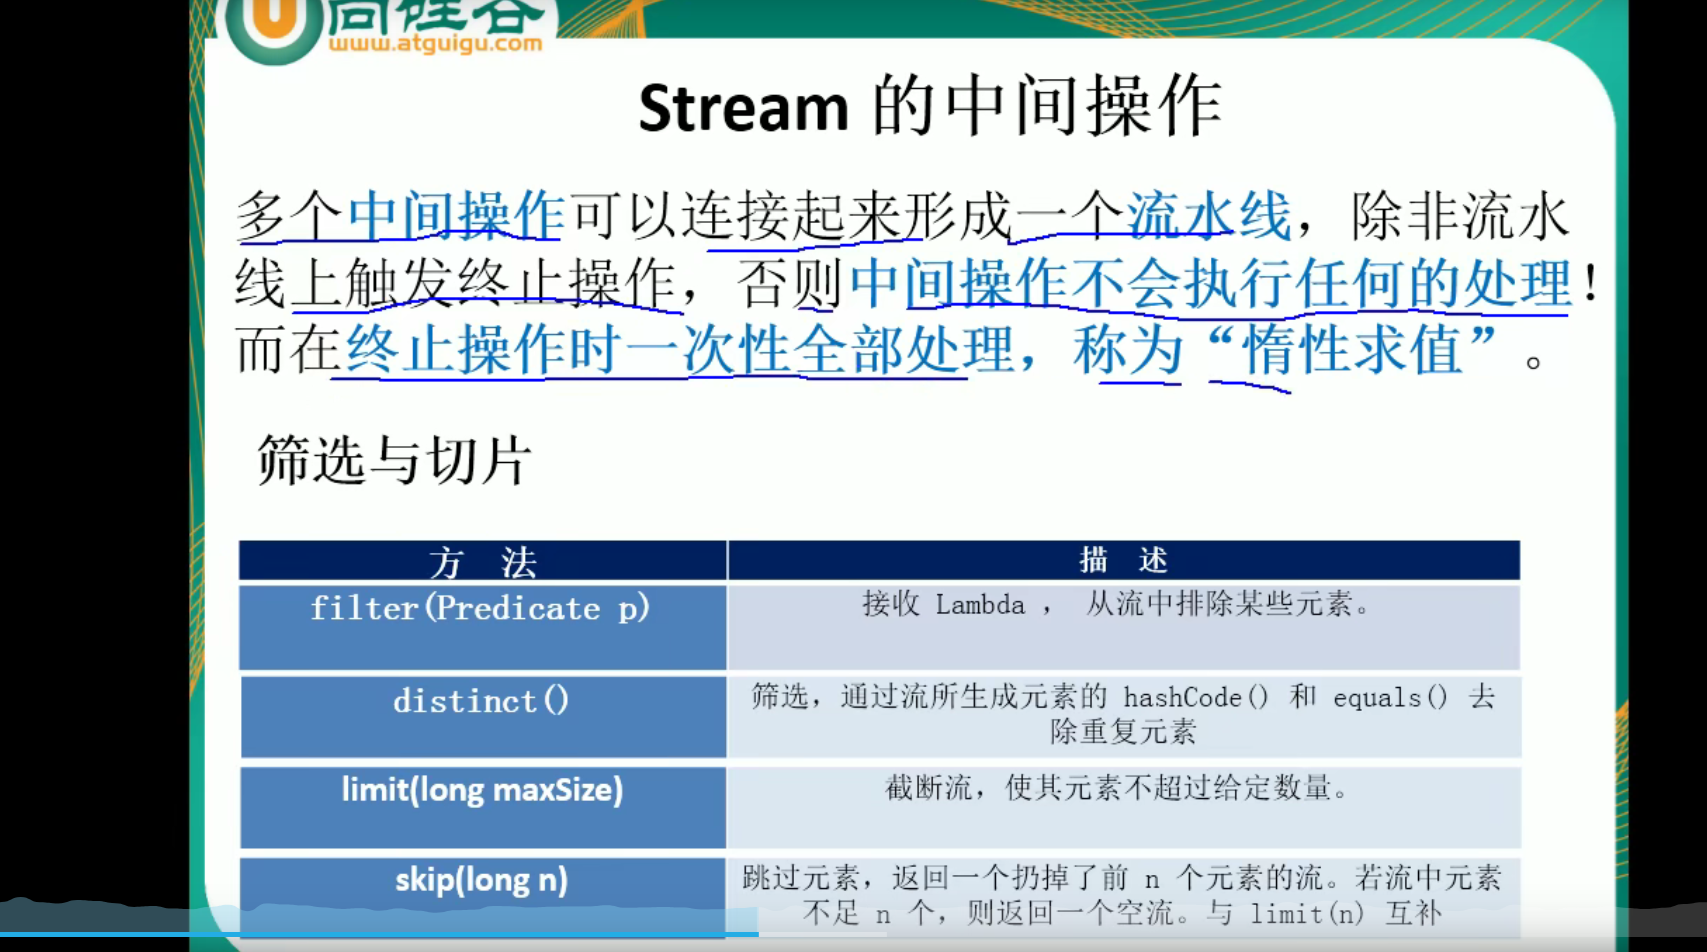 尚硅谷
www.atguigu.com
Stream 的中间操作
多个中间操作可以连接起来形成一个流水线，除非流水
线上触发终止操作，否则中间操作不会执行任何的处理！
而在终止操作时一次性全部处理，称为“惰性求值”。
筛选与切片
方 法
描 述
filter(Predicate p)
接收 Lambda ， 从流中排除某些元素。
distinct()
筛选，通过流所生成元素的 hashCode() 和 equals() 去
除重复元素
limit(long maxSize)
截断流，使其元素不超过给定数量。
skip(long n)
跳过元素，返回一个扔掉了前 n 个元素的流。若流中元素
不足 n 个，则返回一个空流。与 limit(n) 互补